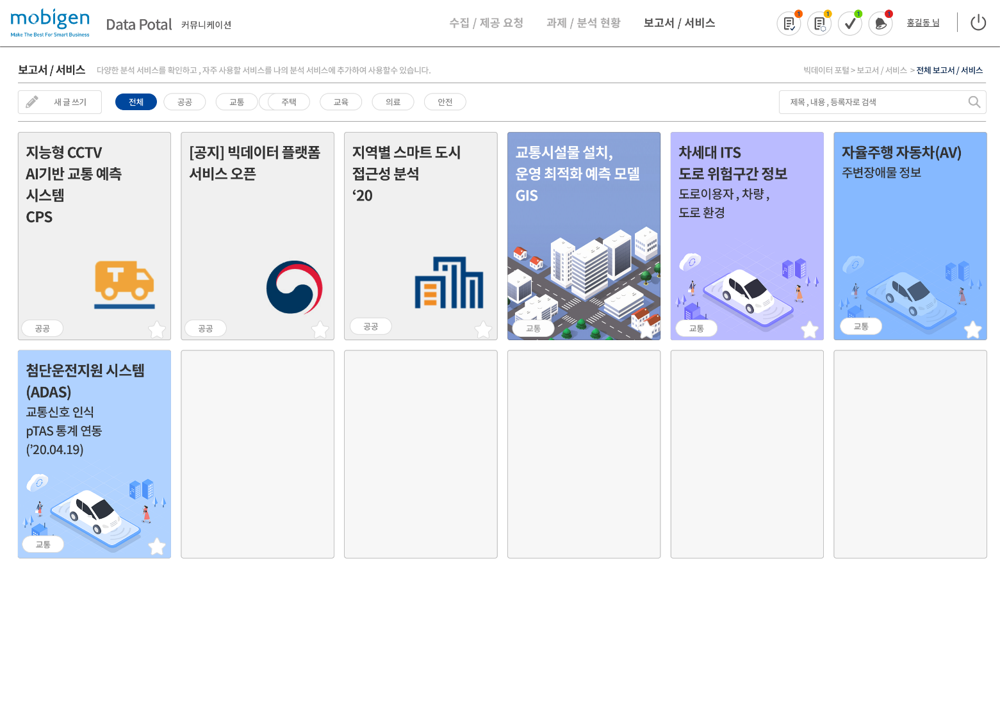 mobigen
Make The Best For Smart Business
Data Potal 커뮤니케이션
수집 / 제공 요청 과제 / 분석 현황 보고서 / 서비스
1 1 1 1
홍길동 님
보고서 / 서비스 다양한 분석 서비스를 확인하고 , 자주 사용할 서비스를 나의 분석 서비스에 추가하여 사용할수 있습니다.
빅데이터 포털 > 보고서 / 서비스 > 전체 보고서 / 서비스
새 글 쓰기 전체 공공 교통 주택 교육 의료 안전
제목 , 내용 , 등록자로 검색
지능형 CCTV
AI기반 교통 예측
시스템
CPS
T
공공
[공지] 빅데이터 플랫폼
서비스 오픈
공공
지역별 스마트 도시
접근성 분석
‘20
공공
교통시설물 설치,
운영 최적화 예측 모델
GIS
교통
차세대 ITS
도로 위험구간 정보
도로이용자 , 차량 ,
도로 환경
교통
자율주행 자동차(AV)
주변장애물 정보
교통
첨단운전지원 시스템
(ADAS)
교통신호 인식
pTAS 통계 연동
(’20.04.19)
교통